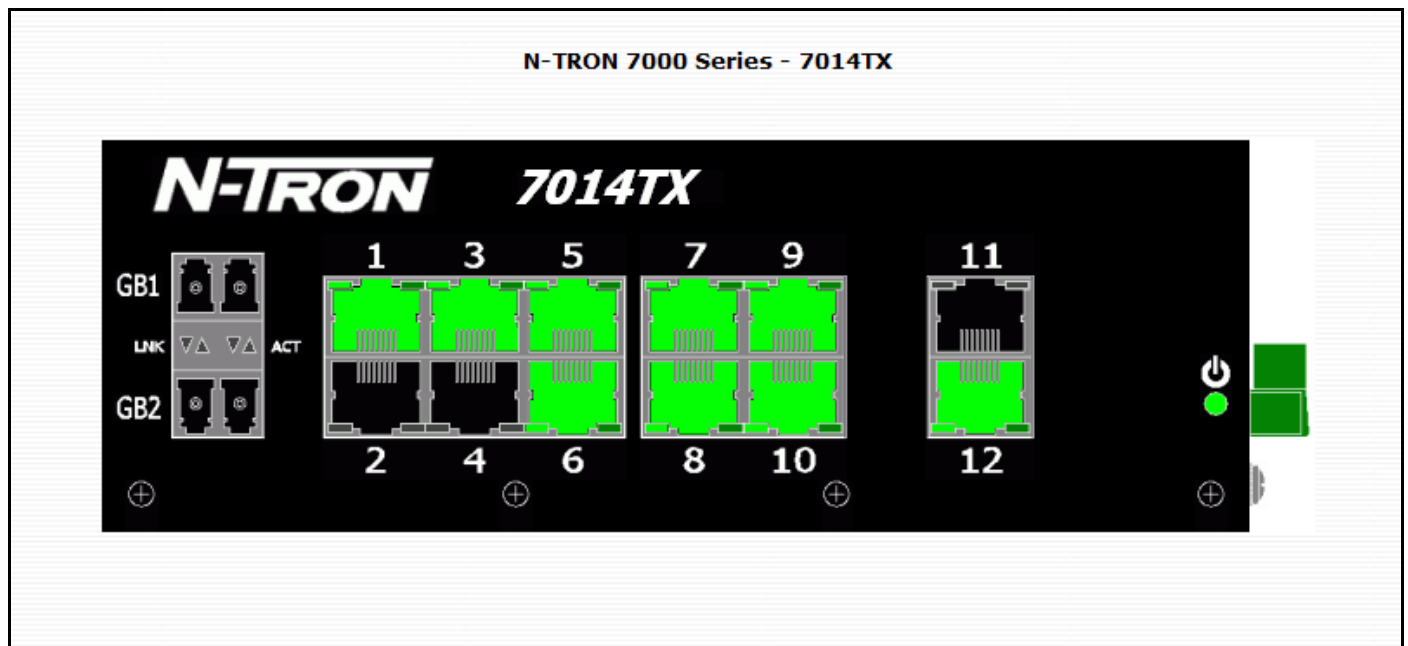 N-TRON 7000 Series - 7014TX
N-TRON 7014TX
1 3 5 7 9 11
GB1
LNK ACT
GB2
2 4 6 8 10 12